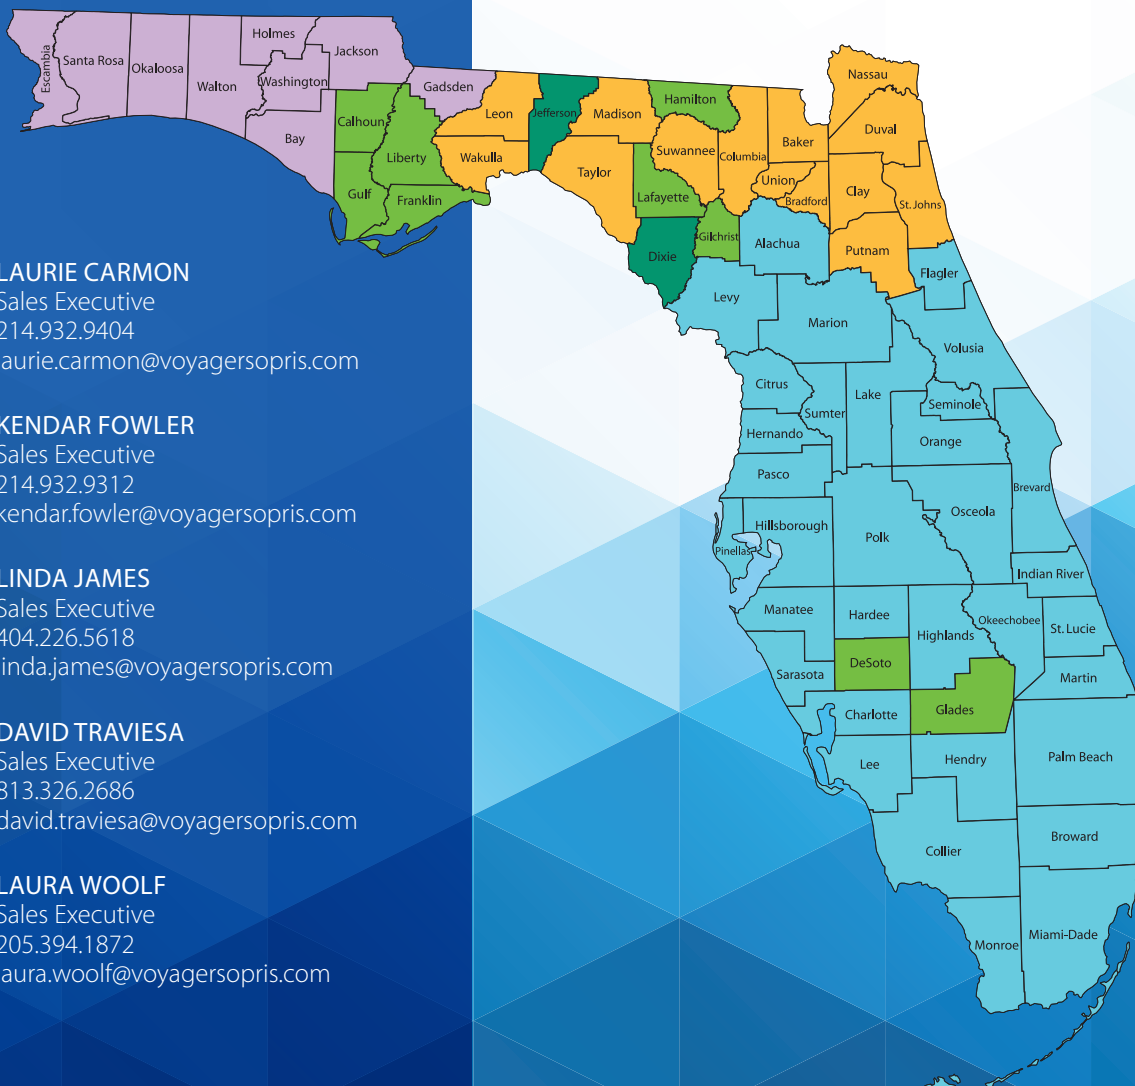 Escambia
Santa Rosa
Okaloosa
Walton
Holmes
Washington
Jackson
Bay
Gadsden
Calhoun
Liberty
Gulf
Franklin
Leon
Wakulla
Jefferson
Madison
Taylor
Hamilton
Suwannee
Lafayette
Columbia
Baker
Union
Bradford
Nassau
Duval
Clay
St. Johns
Putnam
Dixie
Gilchrist
Alachua
Levy
Marion
Flagler
Volusia
Citrus
Sumter
Lake
Seminole
Hernando
Orange
Pasco
Brevard
Osceola
Hillsborough
Polk
Pinellas
Indian River
Manatee
Hardee
Highlands
Okeechobee
St. Lucie
Sarasota
DeSoto
Martin
Charlotte
Glades
Lee
Hendry
Palm Beach
Collier
Broward
Monroe
Miami-Dade
LAURIE CARMON
Sales Executive
214.932.9404
laurie.carmon@voyagersopris.com
KENDAR FOWLER
Sales Executive
214.932.9312
kendar.fowler@voyagersopris.com
LINDA JAMES
Sales Executive
404.226.5618
linda.james@voyagersopris.com
DAVID TRAVIESA
Sales Executive
813.326.2686
david.traviesa@voyagersopris.com
LAURA WOOLF
Sales Executive
205.394.1872
laura.woolf@voyagersopris.com